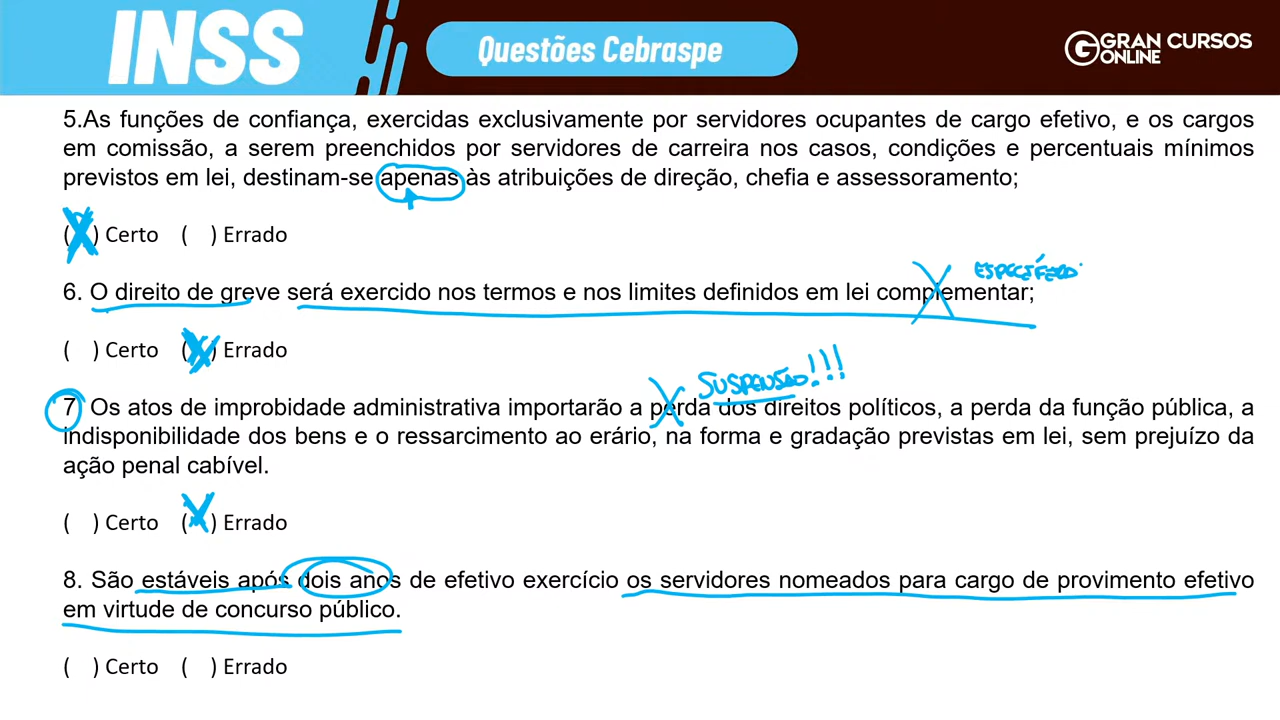 INSS
Questões Cebraspe
GRAN CURSOS
ONLINE
5.As funções de confiança, exercidas exclusivamente por servidores ocupantes de cargo efetivo, e os cargos
em comissão, a serem preenchidos por servidores de carreira nos casos, condições e percentuais mínimos
previstos em lei, destinam-se apenas às atribuições de direção, chefia e assessoramento;
(X) Certo ( ) Errado
ESPECÍFICA
6. O direito de greve será exercido nos termos e nos limites definidos em lei complementar;
( ) Certo (X) Errado
SUSPENSÃO!!!
7. Os atos de improbidade administrativa importarão a perda dos direitos políticos, a perda da função pública, a
indisponibilidade dos bens e o ressarcimento ao erário, na forma e gradação previstas em lei, sem prejuízo da
ação penal cabível.
( ) Certo (X) Errado
8. São estáveis após dois anos de efetivo exercício os servidores nomeados para cargo de provimento efetivo
em virtude de concurso público.
( ) Certo ( ) Errado